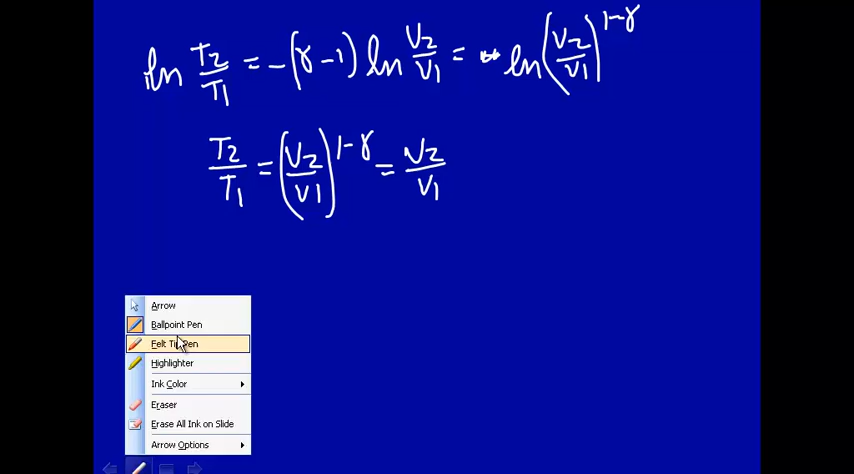 ln T2/T1 = -(γ-1) ln V2/V1 = ln(V2/V1)^1-γ
T2/T1 = (V2/V1)^1-γ = V2/V1
Arrow
Ballpoint Pen
Felt Tip Pen
Highlighter
Ink Color
Eraser
Erase All Ink on Slide
Arrow Options